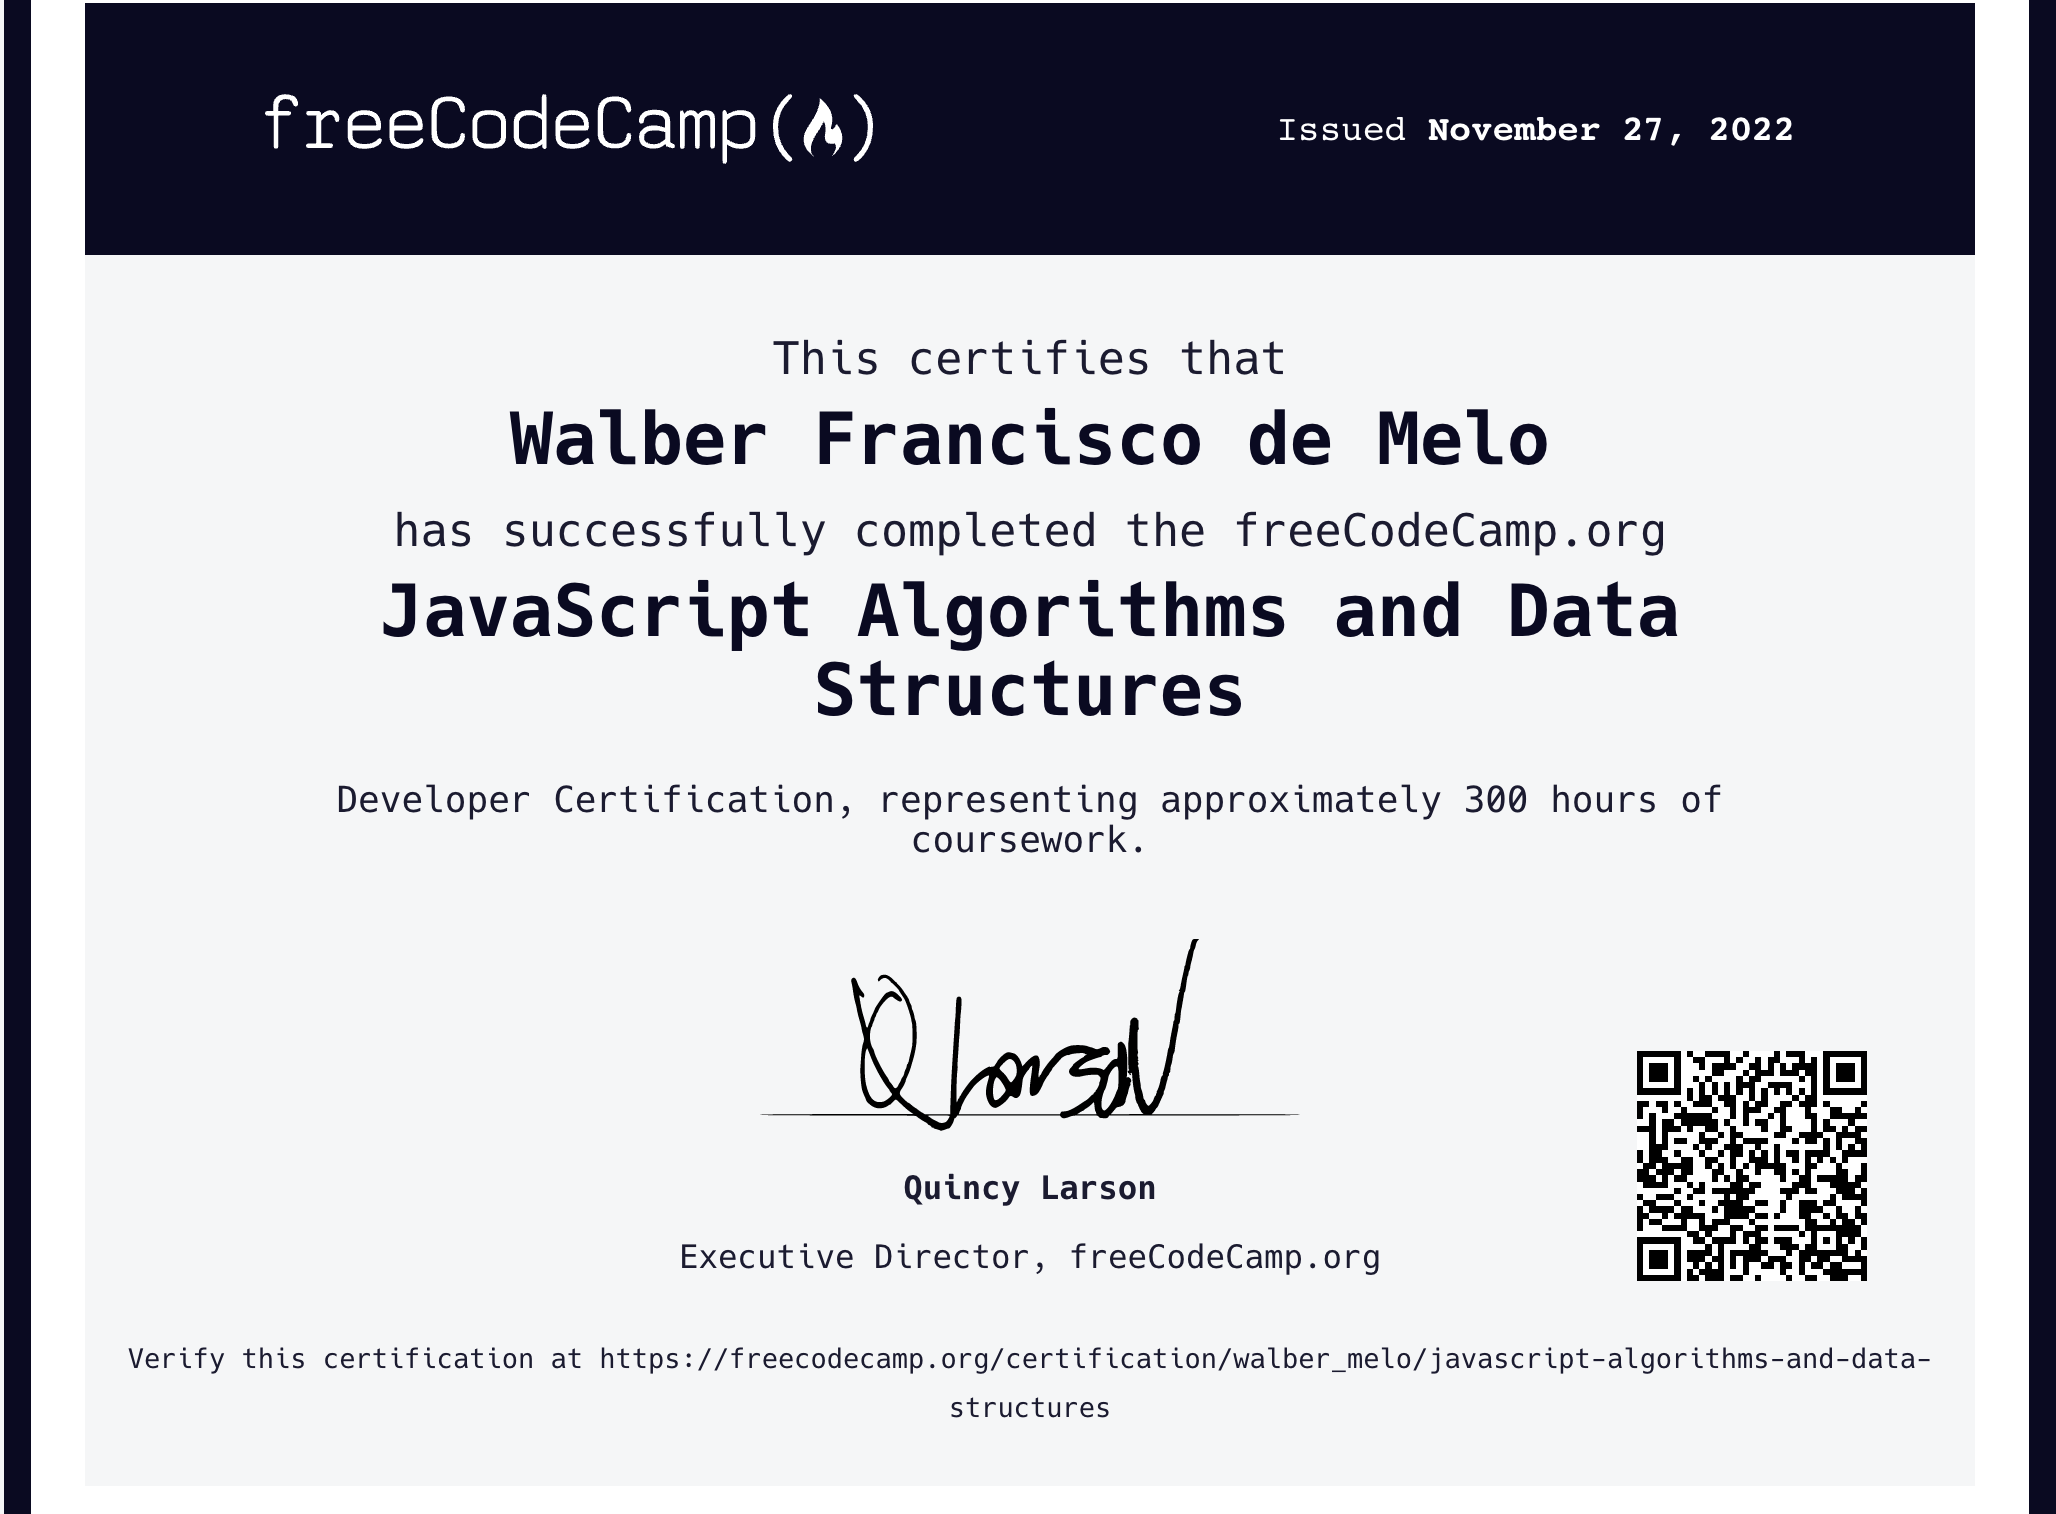 freeCodeCamp(🔥)
Issued November 27, 2022
This certifies that
Walber Francisco de Melo
has successfully completed the freeCodeCamp.org
JavaScript Algorithms and Data
Structures
Developer Certification, representing approximately 300 hours of
coursework.
Quincy Larson
Executive Director, freeCodeCamp.org
Verify this certification at https://freecodecamp.org/certification/walber_melo/javascript-algorithms-and-data-
structures